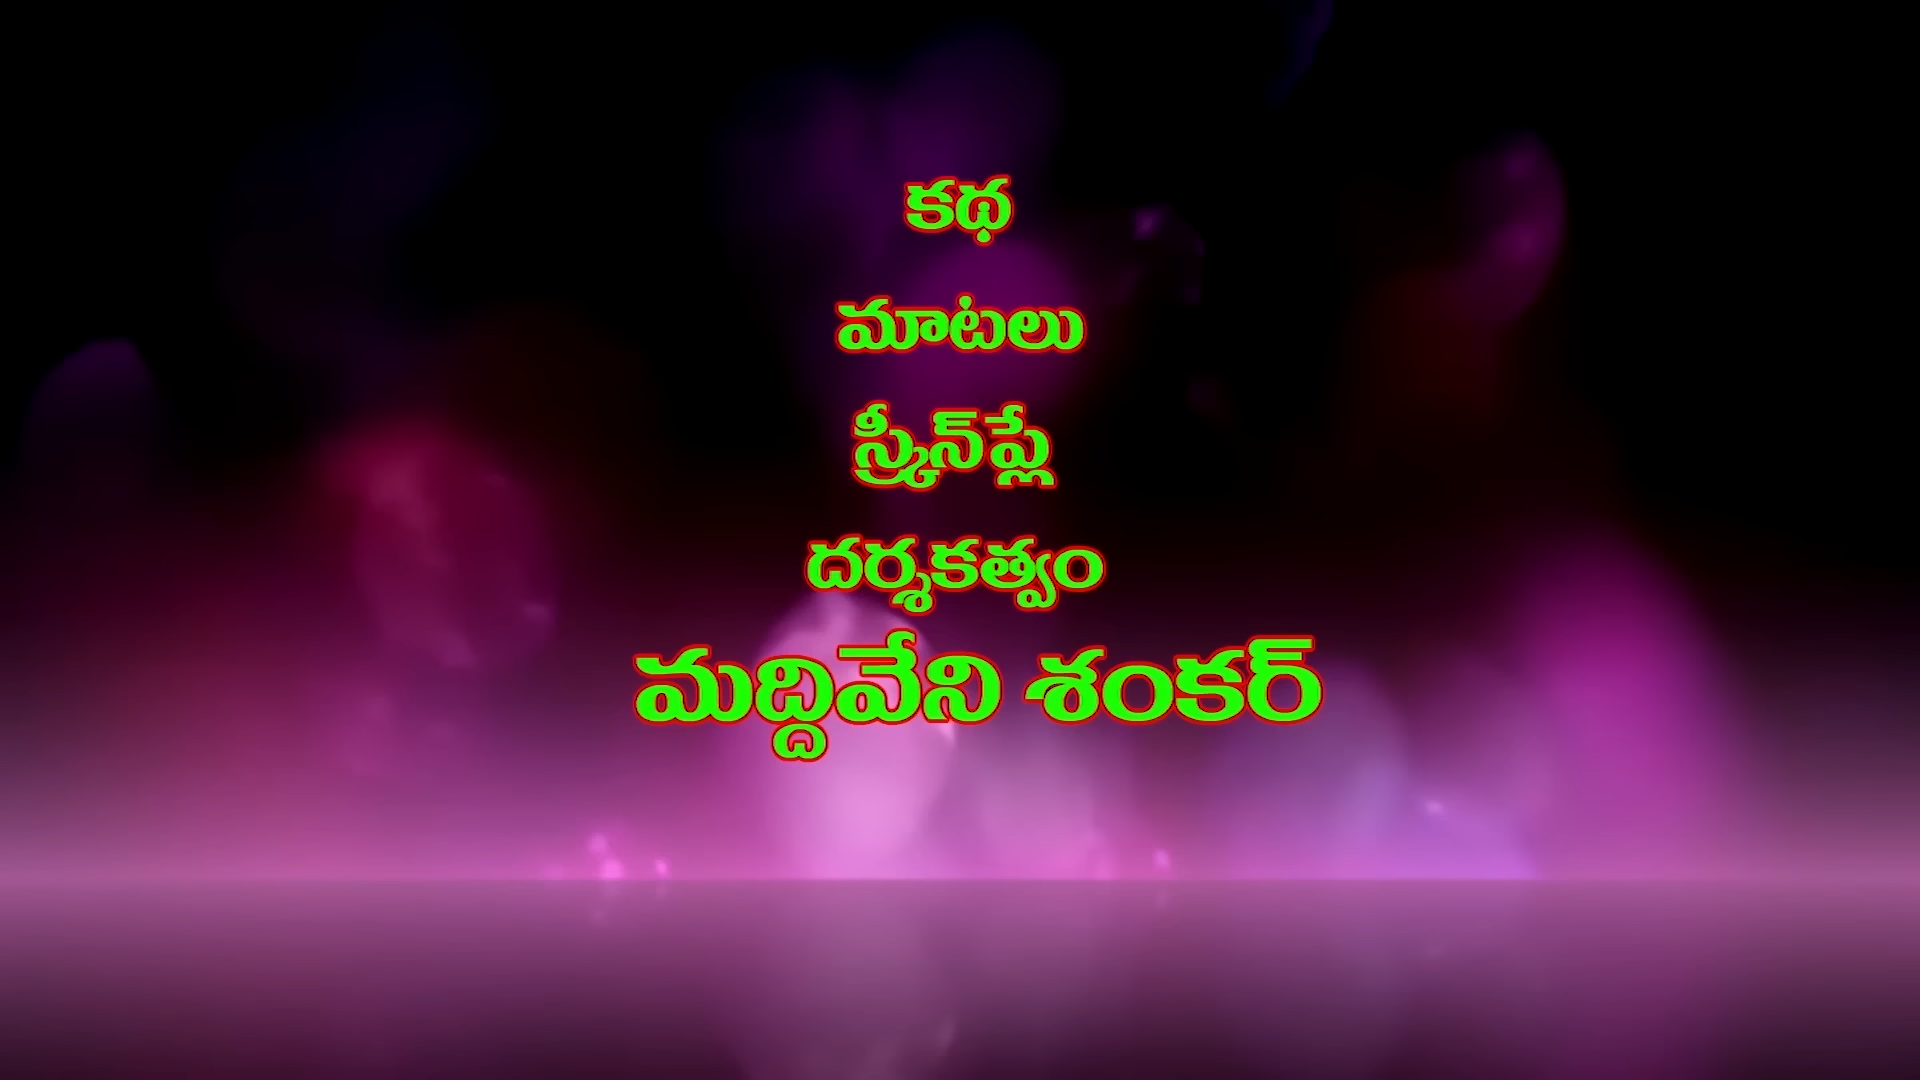 కథ
మాటలు
స్క్రీన్‌ప్లే
దర్శకత్వం
మద్దివేని శంకర్